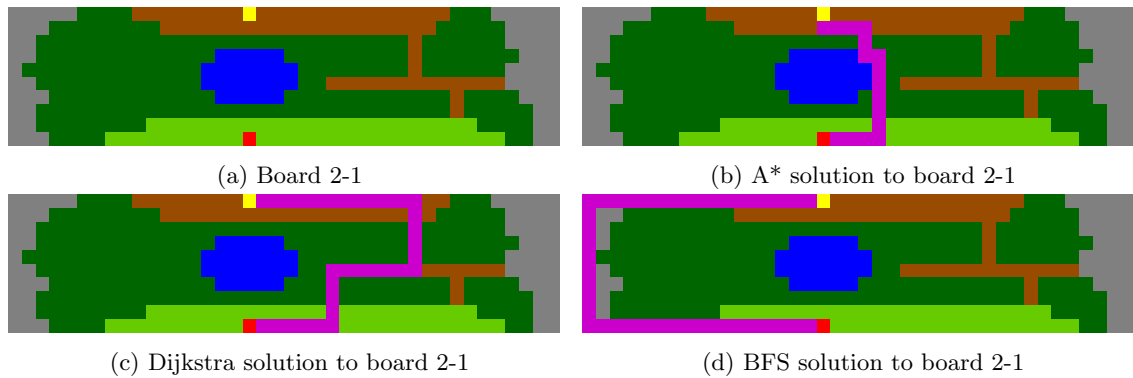 (a) Board 2-1
(b) A* solution to board 2-1
(c) Dijkstra solution to board 2-1
(d) BFS solution to board 2-1